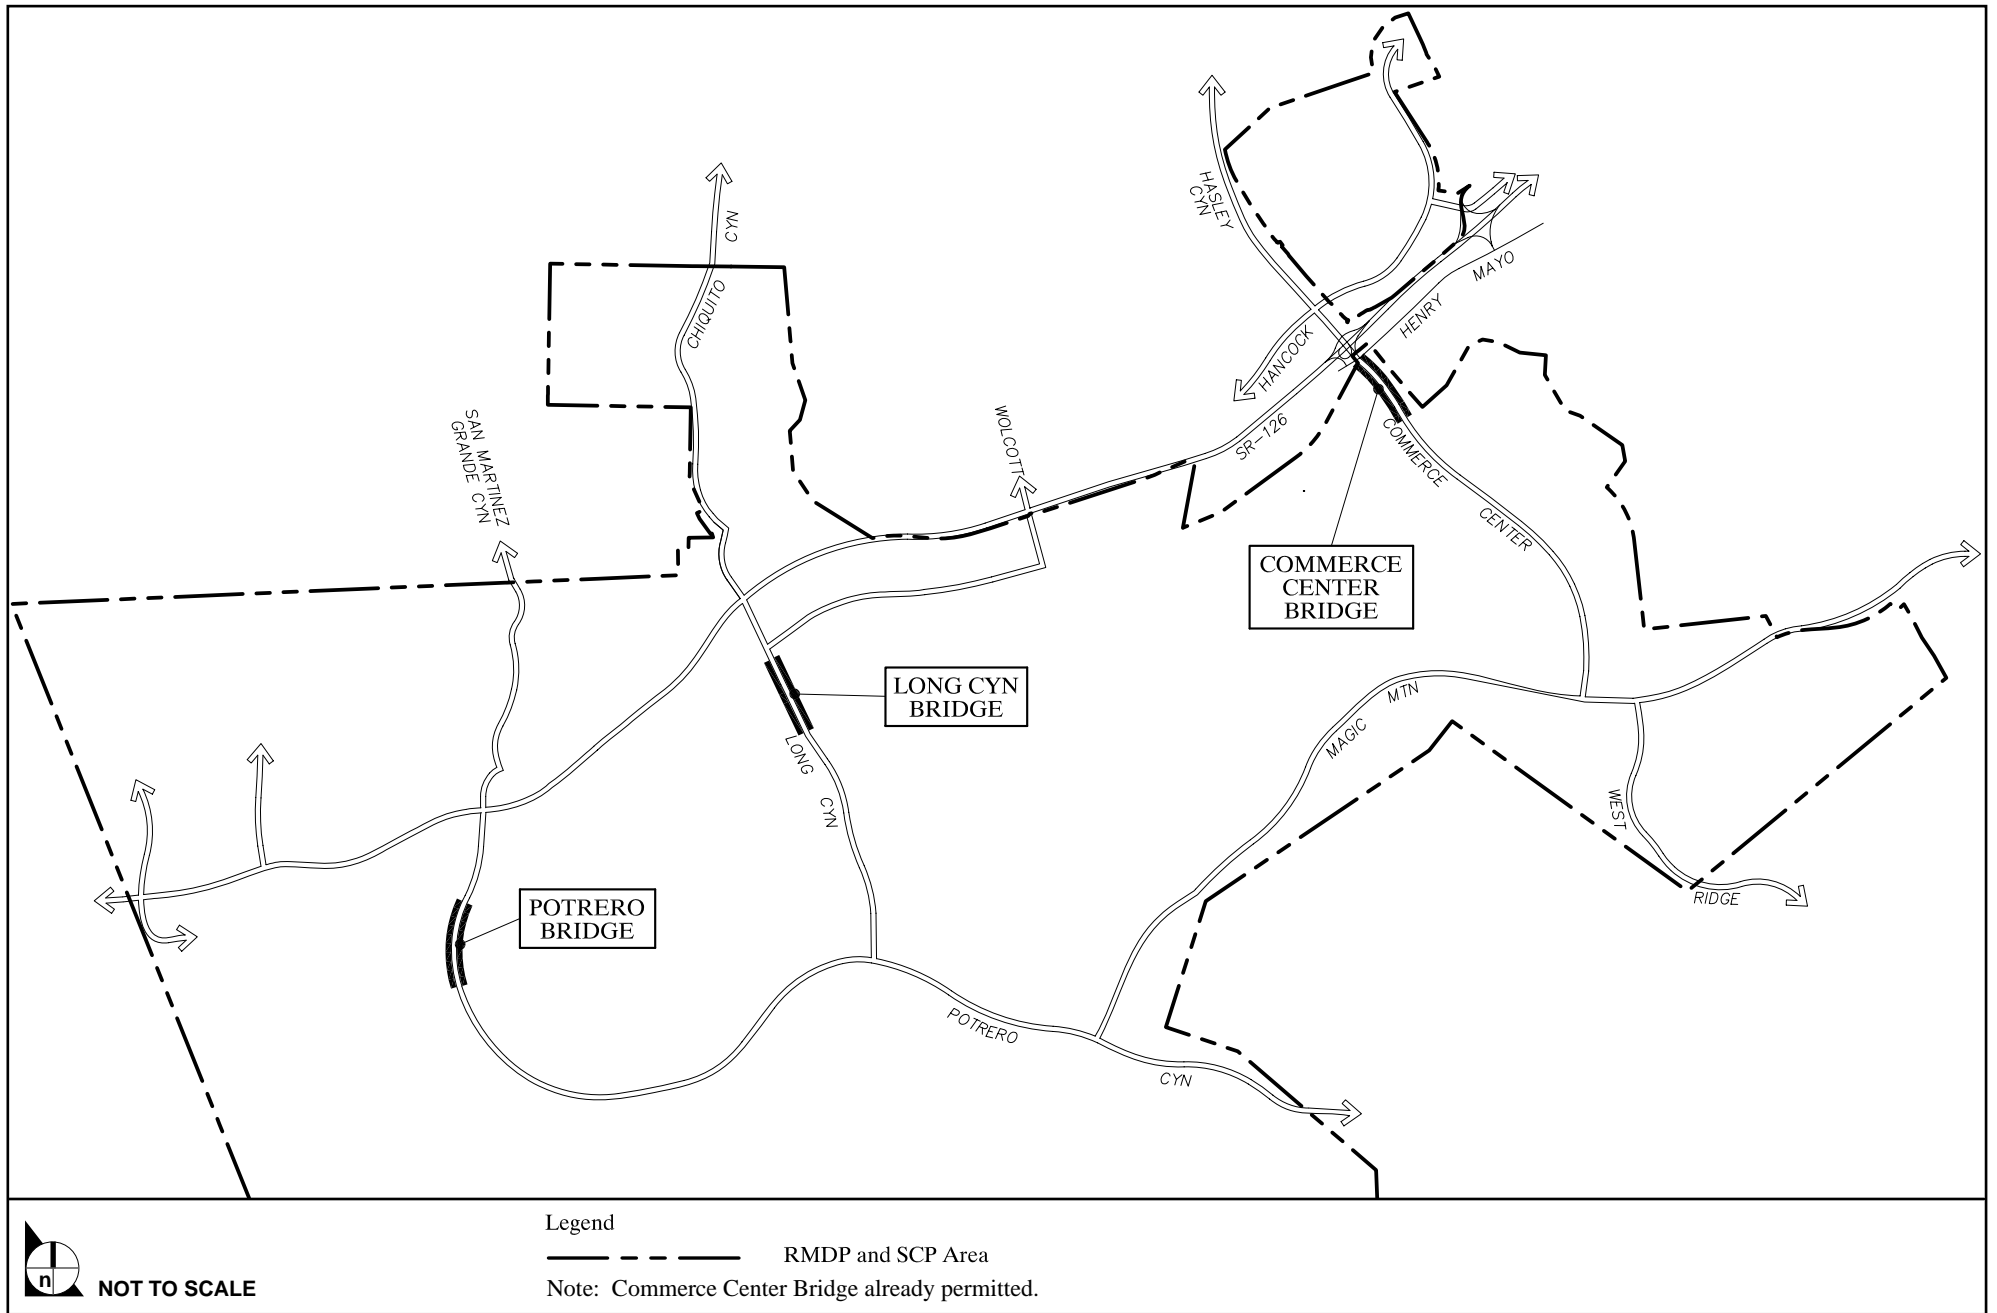 HASLEY
CYN
CYN
CHIQUITO
MAYO
HENRY
HANCOCK
SAN MARTINEZ
GRANDE CYN
WOLCOTT
SR-126
COMMERCE
CENTER
COMMERCE
CENTER
BRIDGE
LONG CYN
BRIDGE
LONG
CYN
MAGIC
MTN
WEST
RIDGE
POTRERO
BRIDGE
POTRERO
CYN
n
NOT TO SCALE
Legend
RMDP and SCP Area
Note: Commerce Center Bridge already permitted.